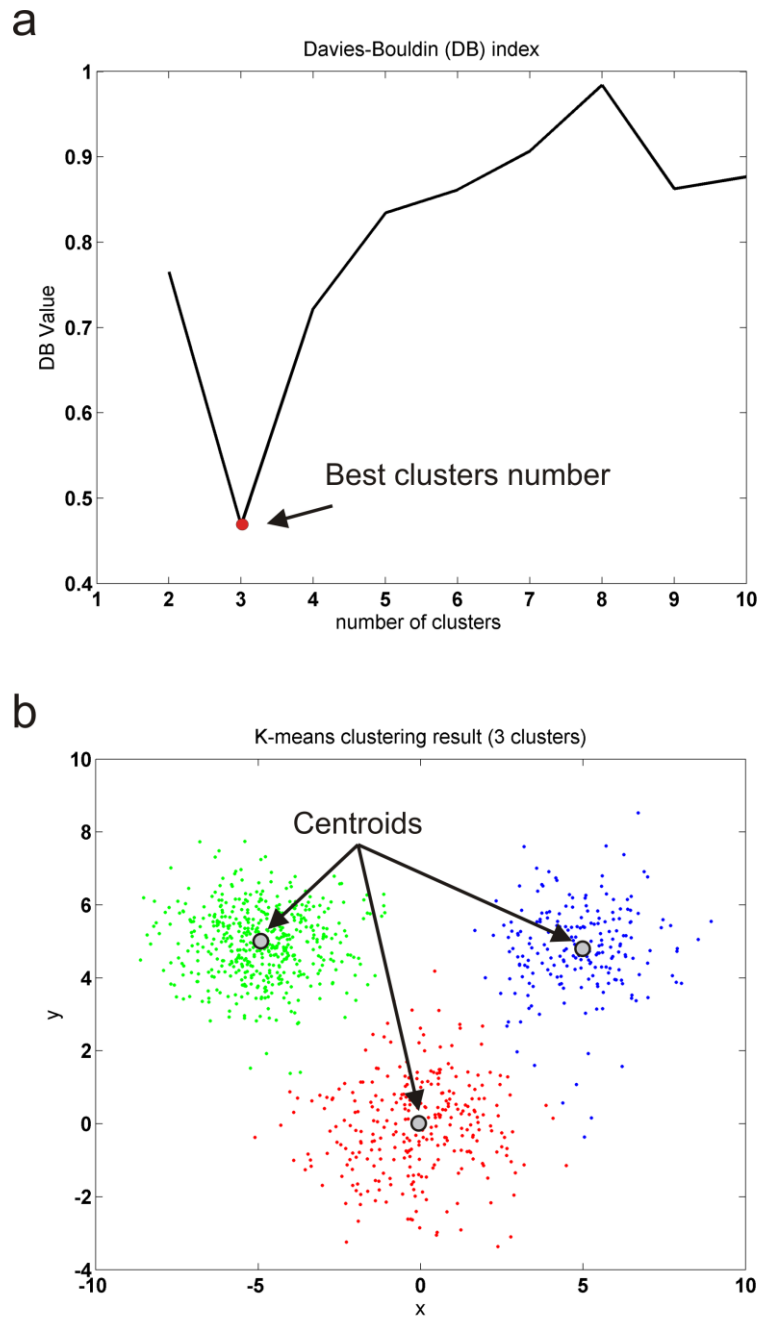 a
Davies-Bouldin (DB) index
1
0.9
0.8
0.7
0.6
0.5
0.4
DB Value
Best clusters number
1 2 3 4 5 6 7 8 9 10
number of clusters
b
K-means clustering result (3 clusters)
10
8
6
4
2
0
-2
-4
y
Centroids
-10 -5 0 5 10
x